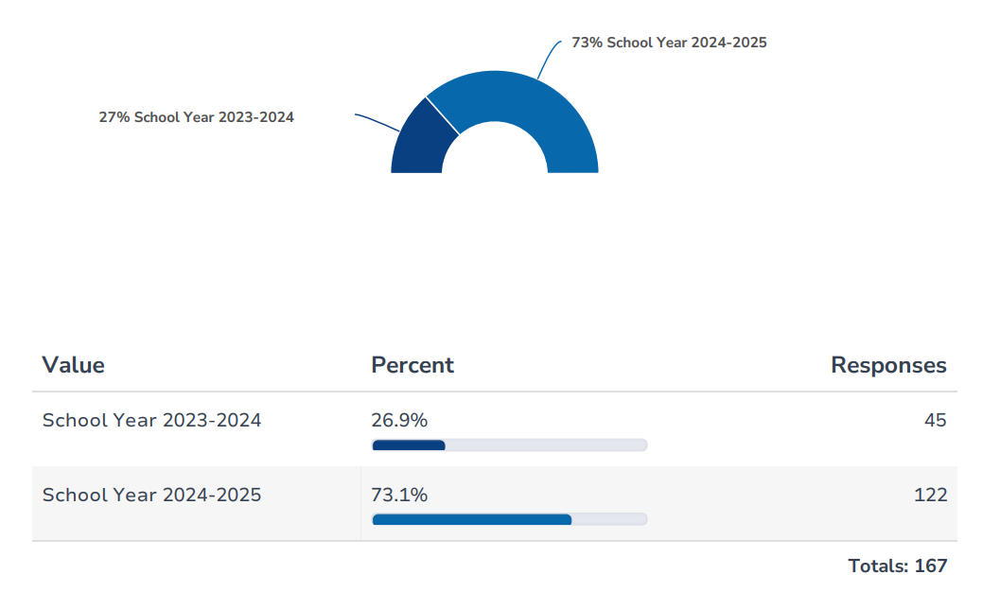 73% School Year 2024-2025
27% School Year 2023-2024
Value Percent Responses
School Year 2023-2024 26.9% 45
School Year 2024-2025 73.1% 122
Totals: 167